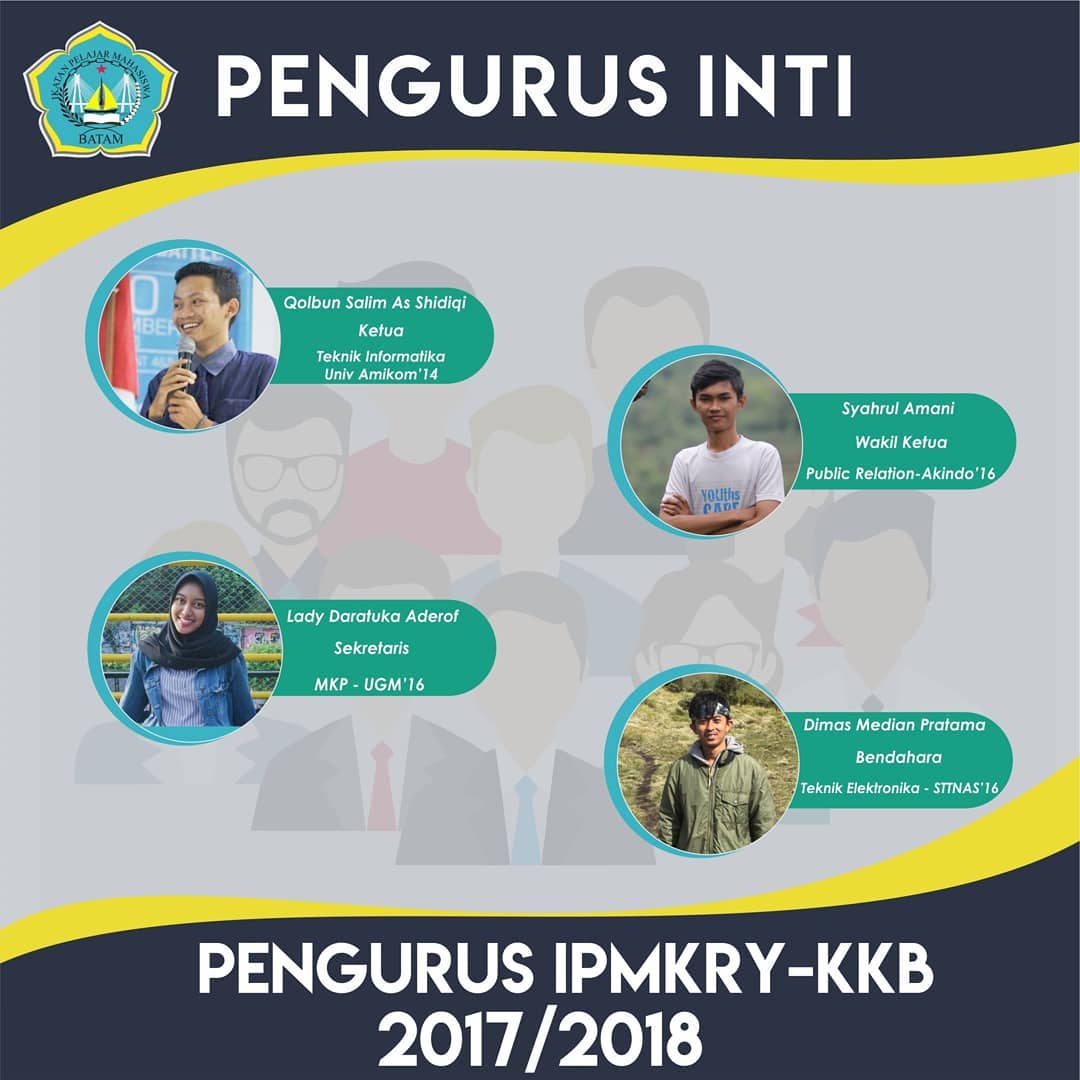 IKATAN PELAJAR MAHASISWA
BATAM
PENGURUS INTI
Qolbun Salim As Shidiqi
Ketua
Teknik Informatika
Univ Amikom'14
Syahrul Amani
Wakil Ketua
Public Relation-Akindo'16
YOUths
CARE
Lady Daratuka Aderof
Sekretaris
MKP - UGM'16
Dimas Median Pratama
Bendahara
Teknik Elektronika - STTNAS'16
PENGURUS IPMKRY-KKB
2017/2018